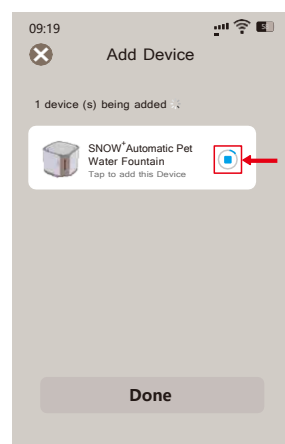 09:19
Add Device
1 device (s) being added
SNOW⁺Automatic Pet
Water Fountain
Tap to add this Device
Done